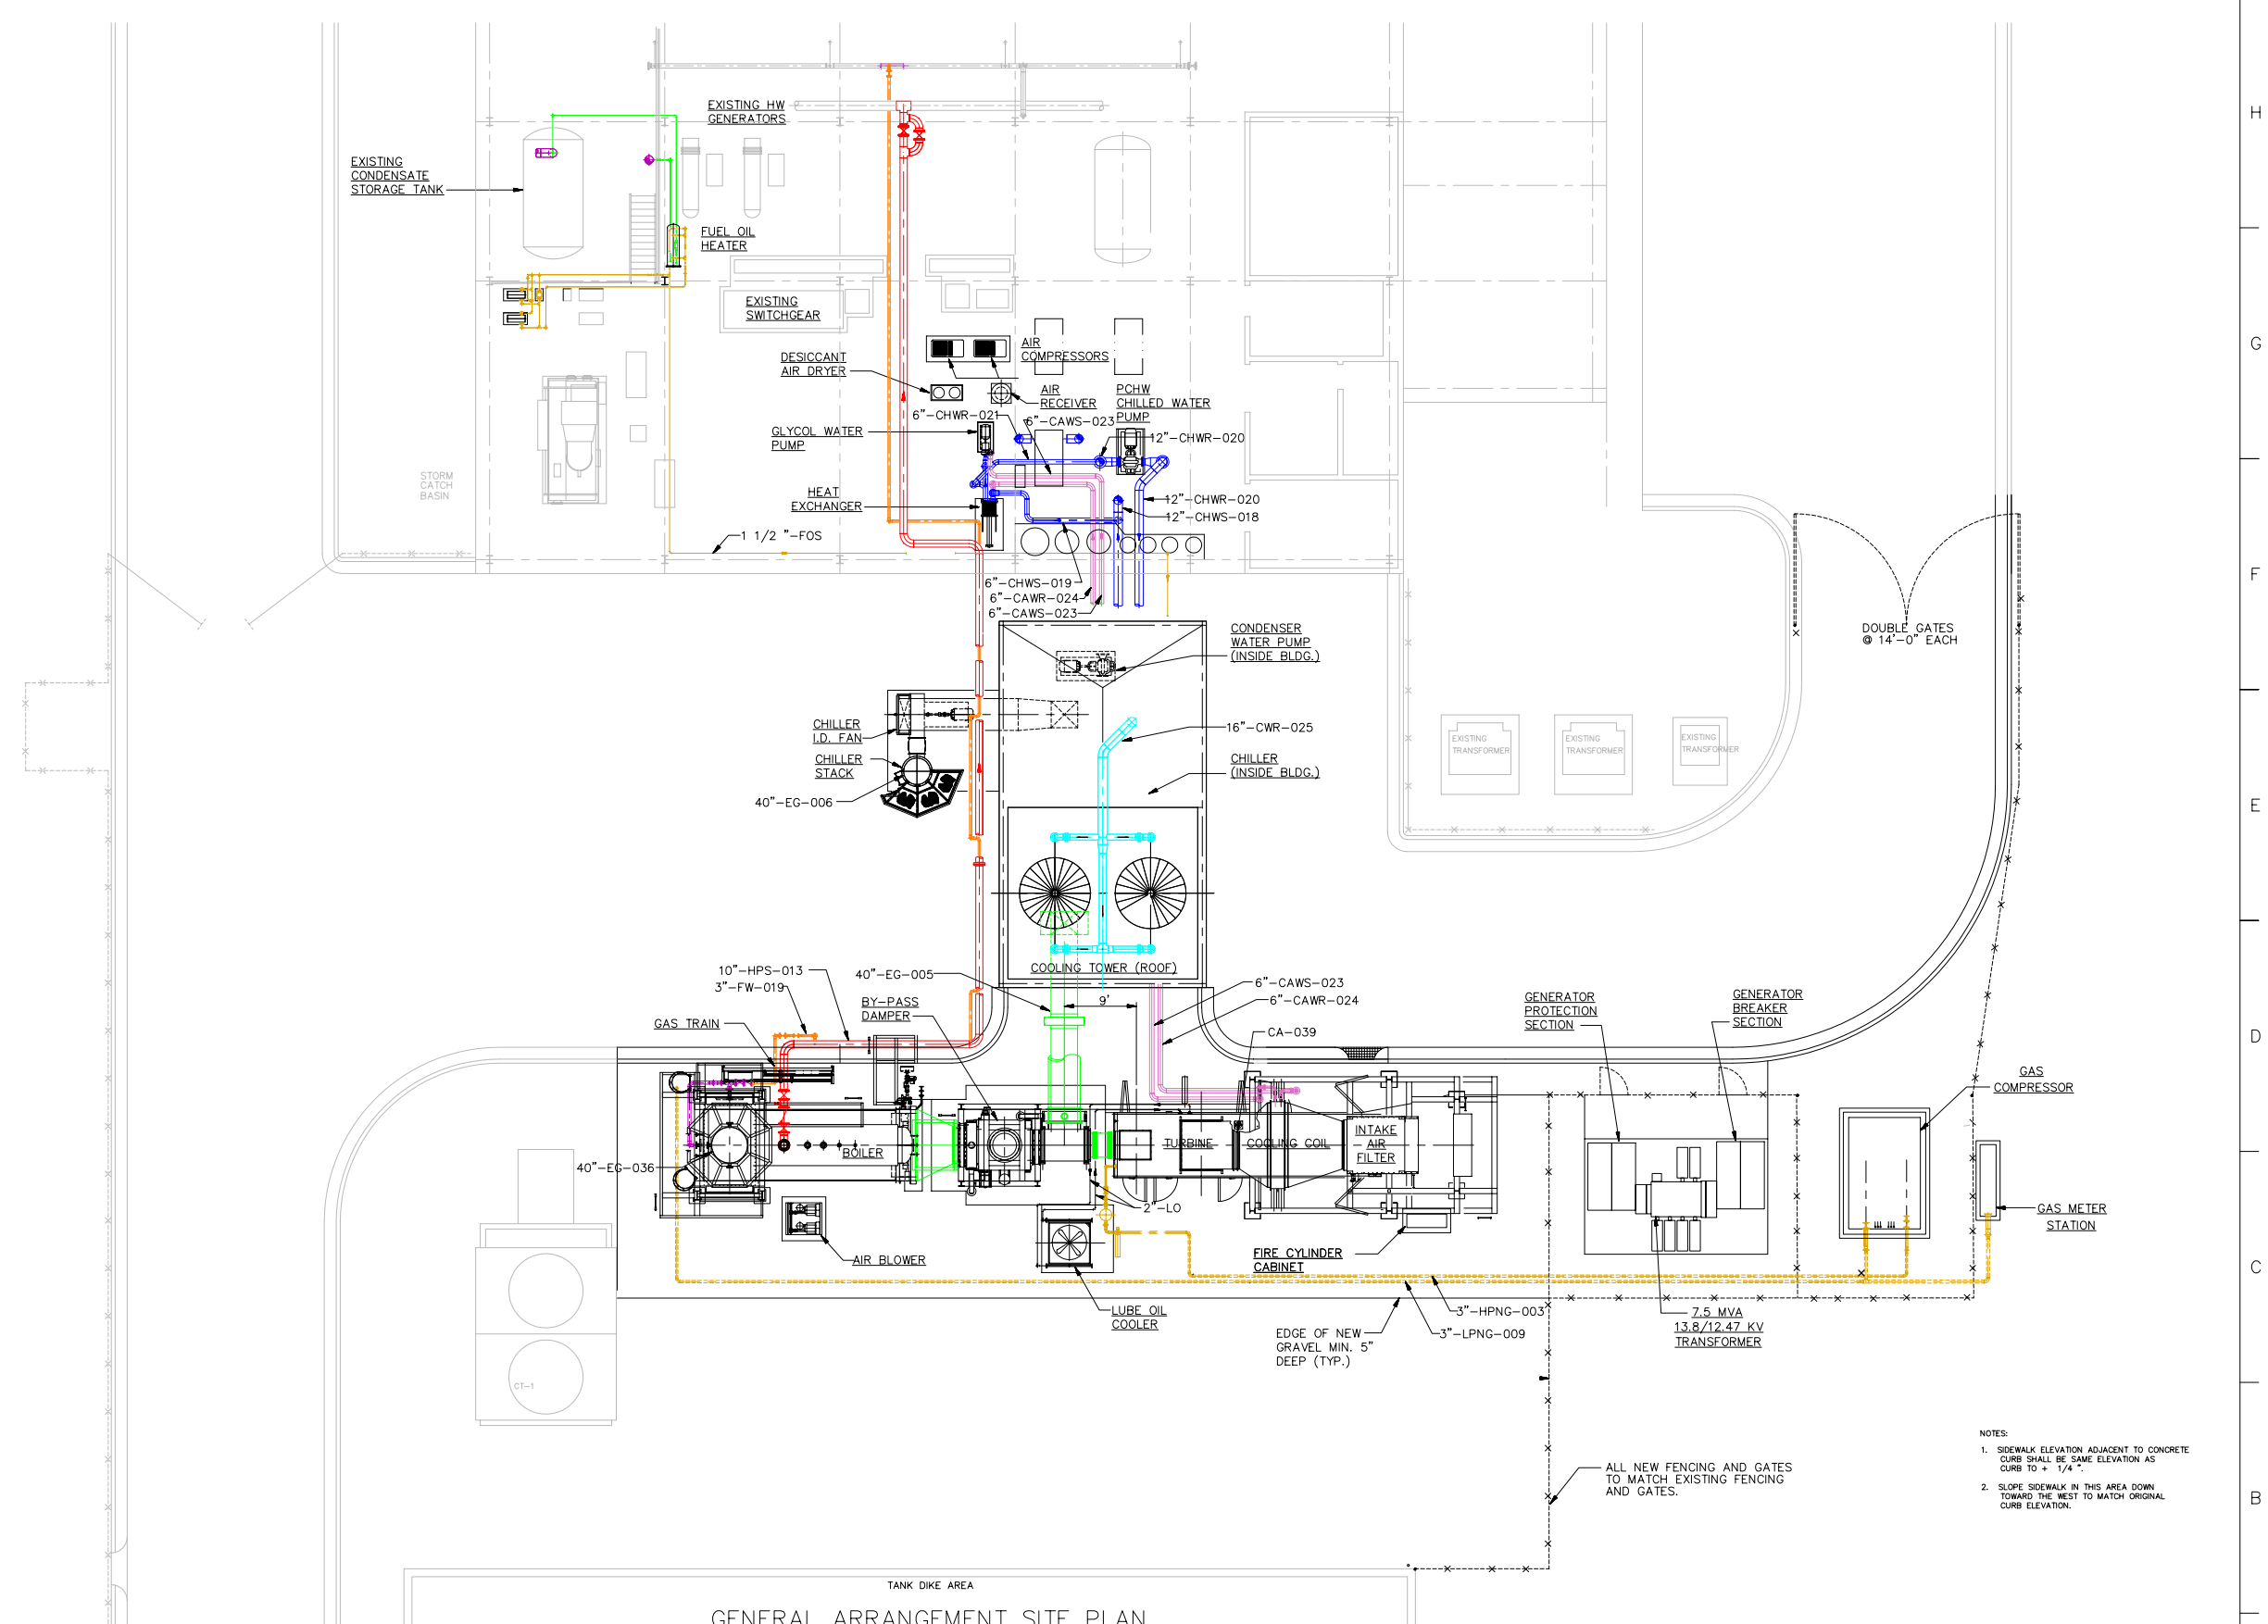 H
EXISTING HW
GENERATORS
EXISTING
CONDENSATE
STORAGE TANK
FUEL OIL
HEATER
EXISTING
SWITCHGEAR
G
AIR
COMPRESSORS
DESICCANT
AIR DRYER
AIR
RECEIVER
PCHW
CHILLED WATER
PUMP
6"-CHWR-021
6"-CAWS-023
GLYCOL WATER
PUMP
12"-CHWR-020
STORM
CATCH
BASIN
HEAT
EXCHANGER
12"-CHWR-020
12"-CHWS-018
1 1/2 "-FOS
F
6"-CHWS-019
6"-CAWR-024
6"-CAWS-023
CONDENSER
WATER PUMP
(INSIDE BLDG.)
DOUBLE GATES
@ 14'-0" EACH
CHILLER
I.D. FAN
16"-CWR-025
EXISTING
TRANSFORMER
EXISTING
TRANSFORMER
EXISTING
TRANSFORMER
CHILLER
STACK
CHILLER
(INSIDE BLDG.)
40"-EG-006
E
COOLING TOWER (ROOF)
10"-HPS-013
3"-FW-019
40"-EG-005
BY-PASS
DAMPER
9'
6"-CAWS-023
6"-CAWR-024
GENERATOR
PROTECTION
SECTION
GENERATOR
BREAKER
SECTION
GAS TRAIN
CA-039
D
GAS
COMPRESSOR
BOILER
TURBINE
COOLING COIL
INTAKE
AIR
FILTER
40"-EG-036
2"-LO
GAS METER
STATION
AIR BLOWER
FIRE CYLINDER
CABINET
C
LUBE OIL
COOLER
3"-HPNG-003
3"-LPNG-009
EDGE OF NEW
GRAVEL MIN. 5"
DEEP (TYP.)
7.5 MVA
13.8/12.47 KV
TRANSFORMER
CT-1
ALL NEW FENCING AND GATES
TO MATCH EXISTING FENCING
AND GATES.
NOTES:
1. SIDEWALK ELEVATION ADJACENT TO CONCRETE
CURB SHALL BE SAME ELEVATION AS
CURB TO + 1/4 ".
2. SLOPE SIDEWALK IN THIS AREA DOWN
TOWARD THE WEST TO MATCH ORIGINAL
CURB ELEVATION.
B
TANK DIKE AREA
GENERAL ARRANGEMENT SITE PLAN